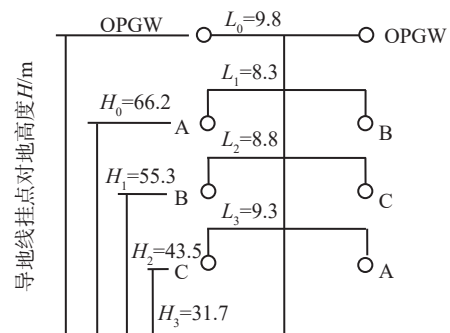 OPGW
L₀=9.8
OPGW
L₁=8.3
H₀=66.2
A
B
L₂=8.8
H₁=55.3
B
C
L₃=9.3
H₂=43.5
C
A
H₃=31.7
导地线挂点对地高度H/m